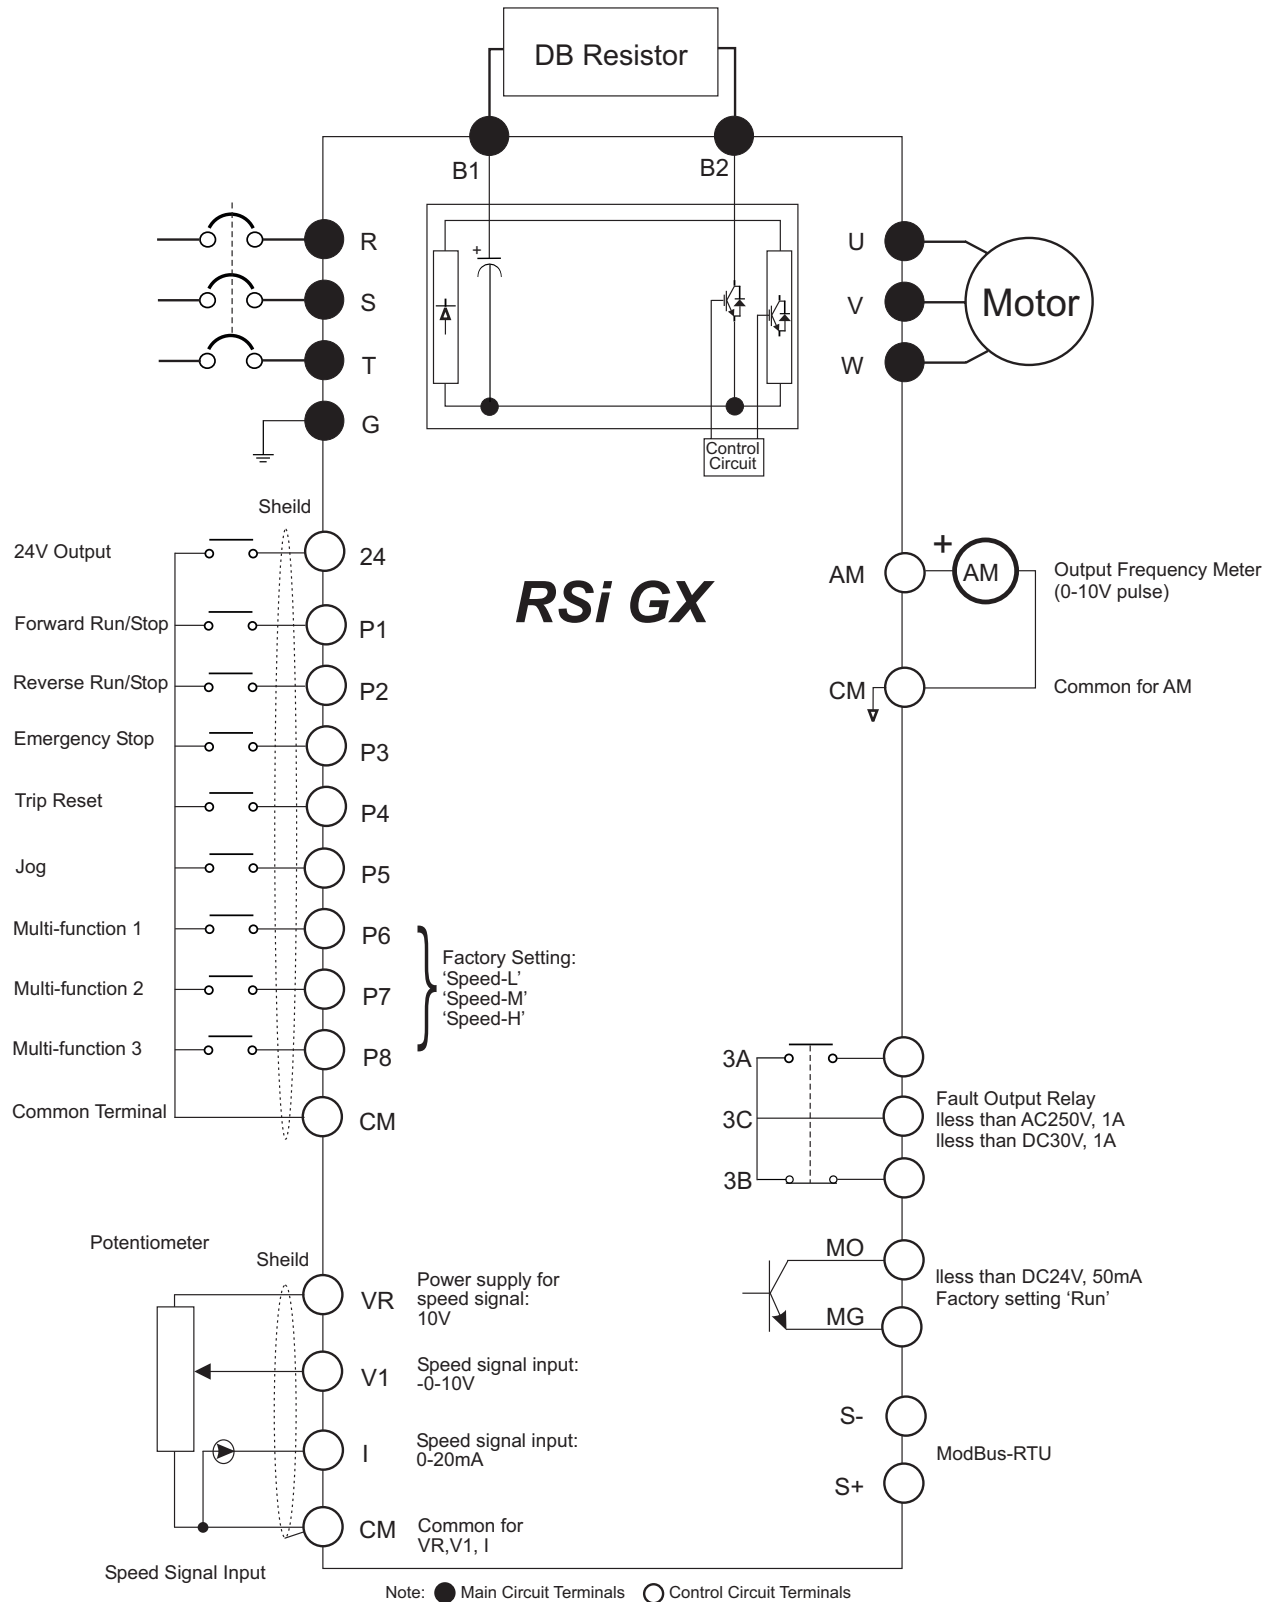 DB Resistor
B1
B2
R
S
T
G
U
V
W
Motor
+
Control
Circuit
Sheild
24V Output
24
Forward Run/Stop
P1
Reverse Run/Stop
P2
Emergency Stop
P3
Trip Reset
P4
Jog
P5
Multi-function 1
P6
Multi-function 2
P7
Multi-function 3
P8
Common Terminal
CM
Factory Setting:
‘Speed-L’
‘Speed-M’
‘Speed-H’
RSi GX
AM
+
AM
Output Frequency Meter
(0-10V pulse)
CM
Common for AM
3A
3C
3B
Fault Output Relay
lless than AC250V, 1A
lless than DC30V, 1A
MO
MG
lless than DC24V, 50mA
Factory setting ‘Run’
S-
S+
ModBus-RTU
Potentiometer
Sheild
VR
Power supply for
speed signal:
10V
V1
Speed signal input:
-0-10V
I
Speed signal input:
0-20mA
CM
Common for
VR,V1, I
Speed Signal Input
Note: Main Circuit Terminals Control Circuit Terminals